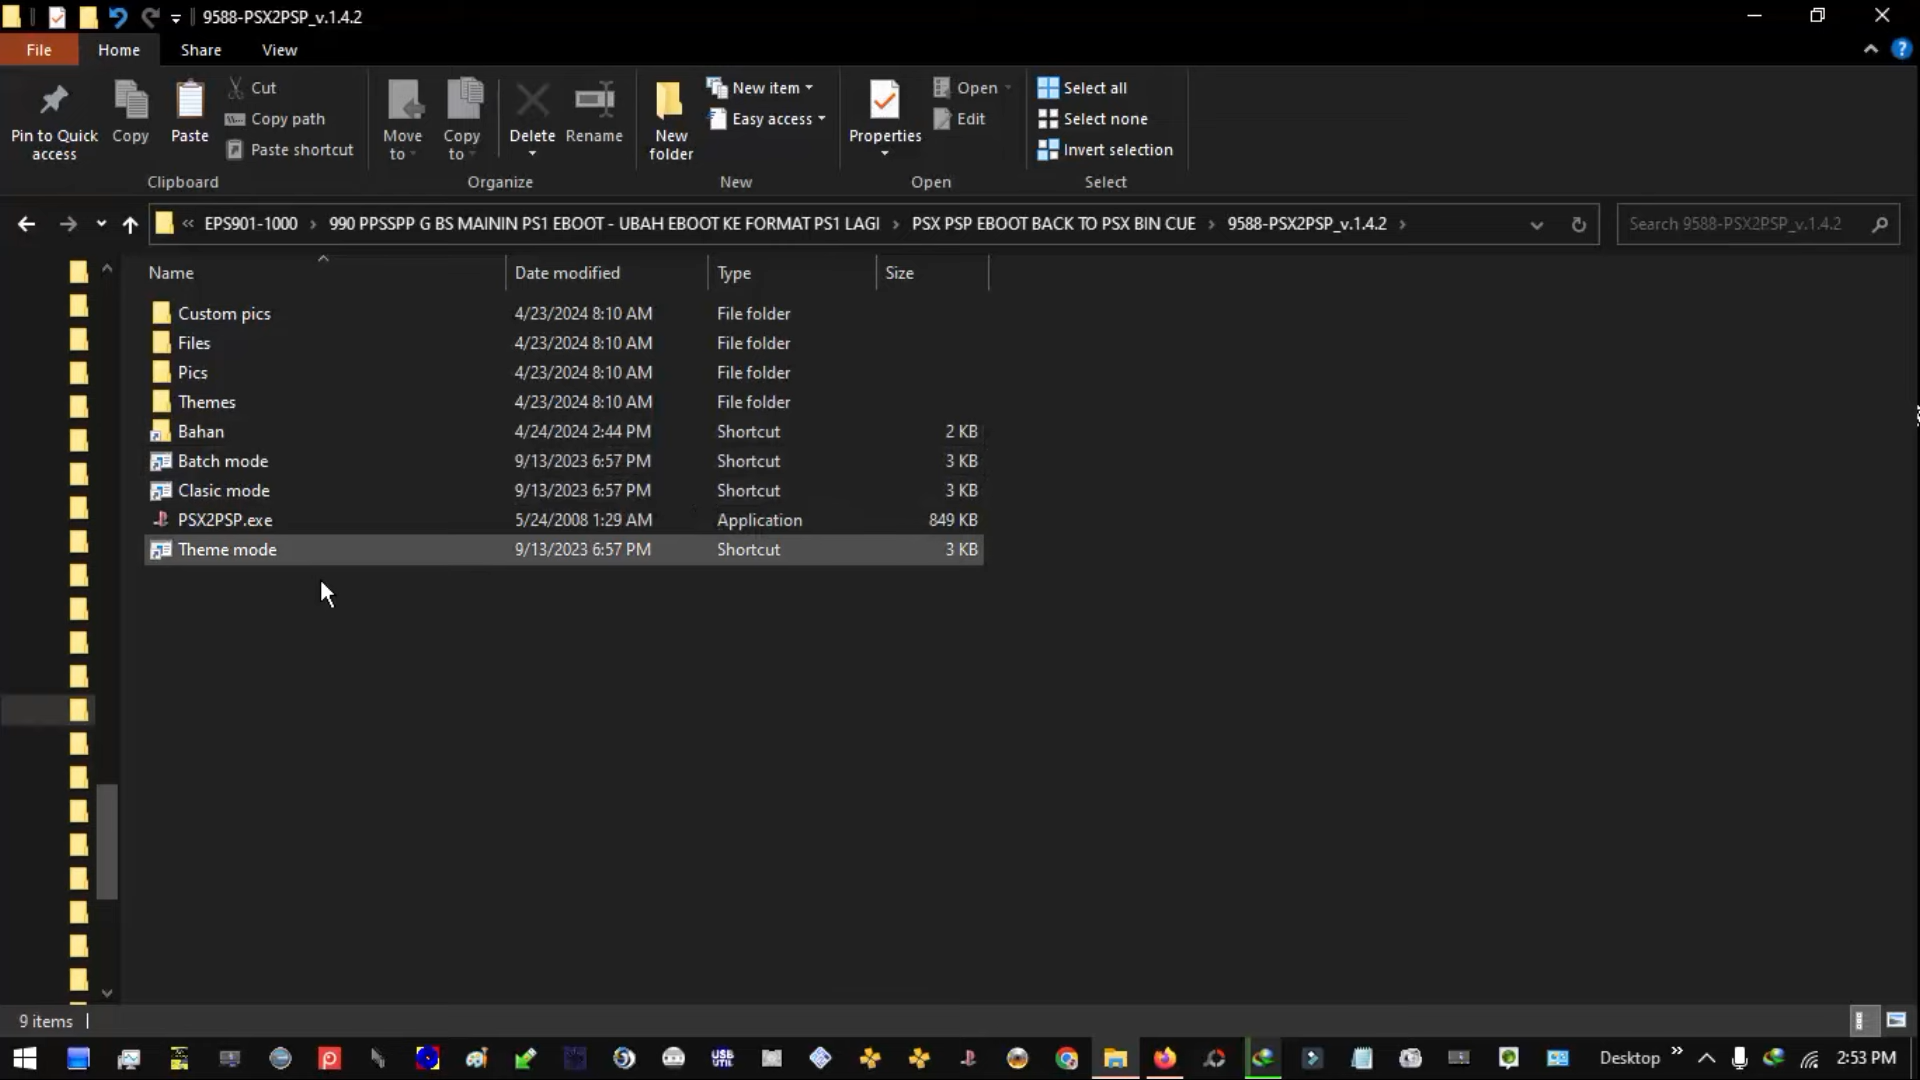 9588-PSX2PSP_v.1.4.2
File Home Share View
Pin to Quick access
Copy
Paste
Cut
Copy path
Paste shortcut
Clipboard
Move to
Copy to
Delete
Rename
Organize
New folder
New item
Easy access
New
Properties
Open
Edit
Open
Select all
Select none
Invert selection
Select
« EPS901-1000 › 990 PPSSPP G BS MAININ PS1 EBOOT - UBAH EBOOT KE FORMAT PS1 LAGI › PSX PSP EBOOT BACK TO PSX BIN CUE › 9588-PSX2PSP_v.1.4.2 ›
Search 9588-PSX2PSP_v.1.4.2
Name Date modified Type Size
Custom pics 4/23/2024 8:10 AM File folder
Files 4/23/2024 8:10 AM File folder
Pics 4/23/2024 8:10 AM File folder
Themes 4/23/2024 8:10 AM File folder
Bahan 4/24/2024 2:44 PM Shortcut 2 KB
Batch mode 9/13/2023 6:57 PM Shortcut 3 KB
Clasic mode 9/13/2023 6:57 PM Shortcut 3 KB
PSX2PSP.exe 5/24/2008 1:29 AM Application 849 KB
Theme mode 9/13/2023 6:57 PM Shortcut 3 KB
9 items
USB UTIL
Desktop » 2:53 PM